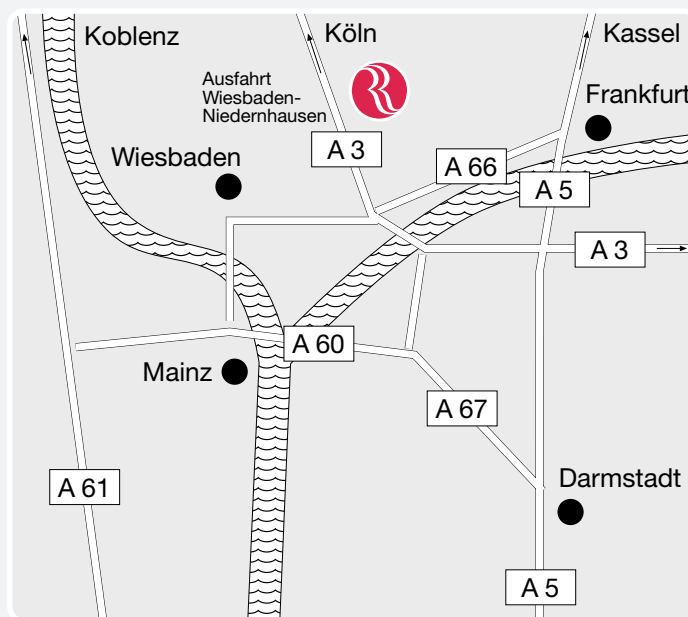 Koblenz
Köln
Kassel
Ausfahrt
Wiesbaden-
Niedernhausen
Frankfurt
A 3
Wiesbaden
A 66
A 5
A 3
A 60
Mainz
A 67
A 61
Darmstadt
A 5